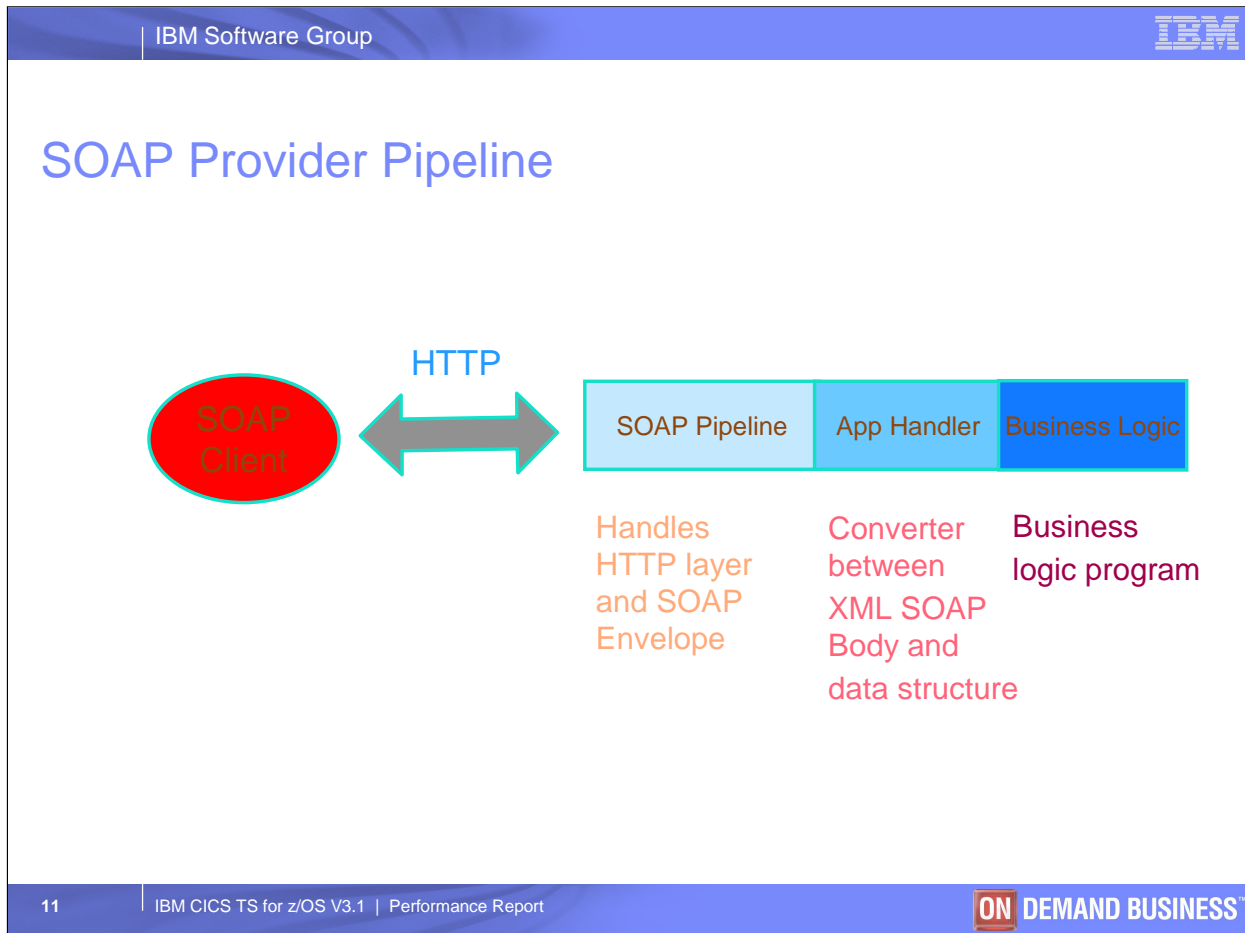 IBM Software Group
IBM
SOAP Provider Pipeline
HTTP
SOAP
Client
SOAP Pipeline
App Handler
Business Logic
Handles
HTTP layer
and SOAP
Envelope
Converter
between
XML SOAP
Body and
data structure
Business
logic program
11
IBM CICS TS for z/OS V3.1 | Performance Report
ON DEMAND BUSINESS™